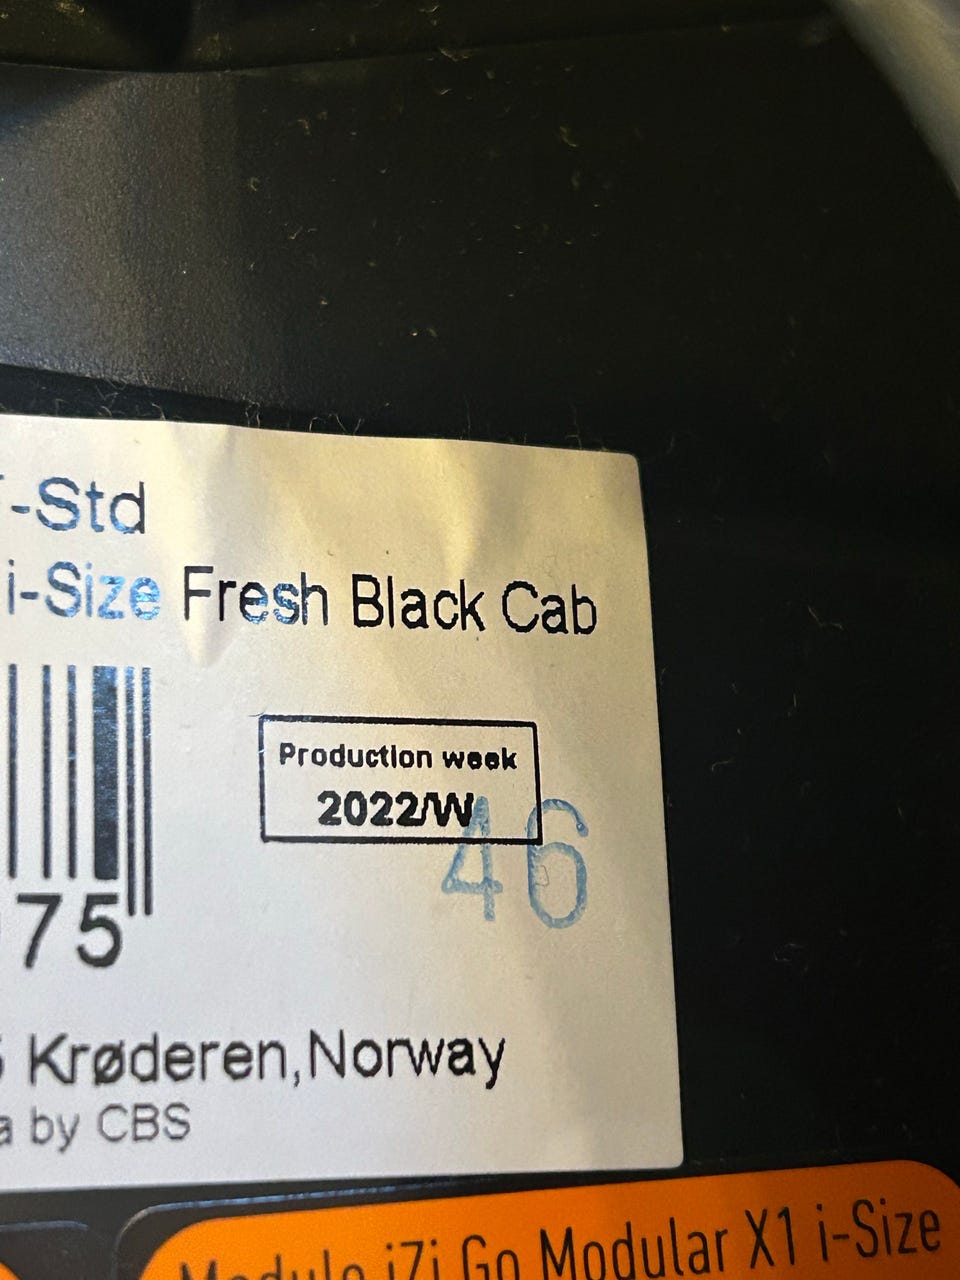 -Std
i-Size Fresh Black Cab
Production week
2022/W
46
75
Krøderen,Norway
by CBS
Modulo iZi Go Modular X1 i-Size